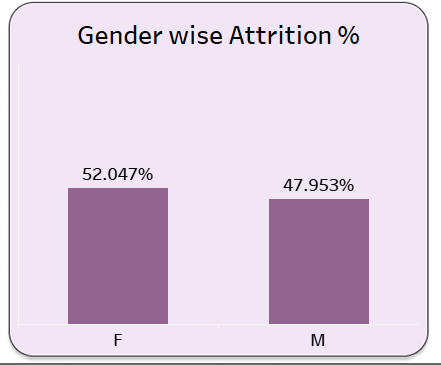 Gender wise Attrition %
52.047%
47.953%
F
M